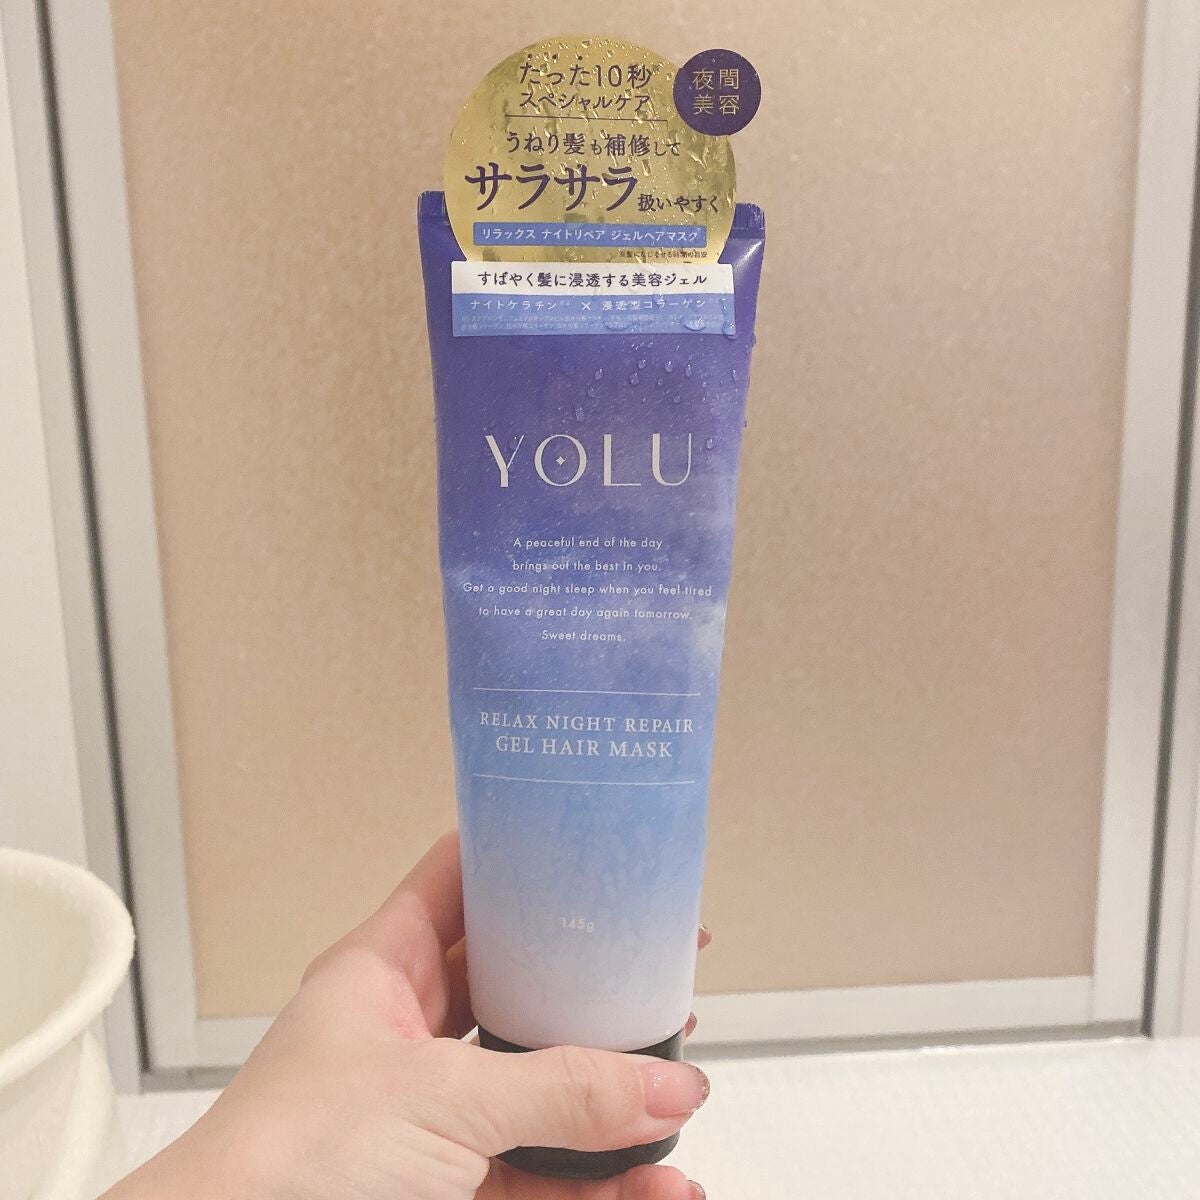 たった10秒
スペシャルケア
夜間
美容
うねり髪も補修して
サラサラ扱いやすく
リラックス ナイトリペア ジェルヘアマスク
すばやく髪に浸透する美容ジェル
ナイトケラチン × 浸透型コラーゲン
YOLU
A peaceful end of the day
brings out the best in you.
Get a good night sleep when you feel tired
to have a great day again tomorrow.
Sweet dreams.
RELAX NIGHT REPAIR
GEL HAIR MASK
145g